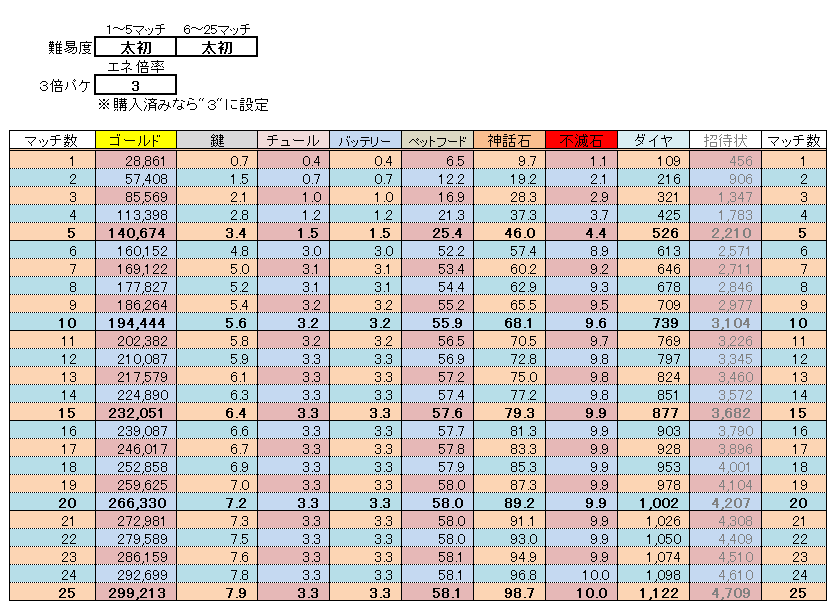 1～5マッチ 6～25マッチ
難易度 太初 太初
エネ倍率
3倍バケ 3
※購入済みなら“3”に設定
マッチ数 ゴールド 鍵 チュール バッテリー ペットフード 神話石 不滅石 ダイヤ 招待状 マッチ数
1 28,861 0.7 0.4 0.4 6.5 9.7 1.1 109 456 1
2 57,408 1.5 0.7 0.7 12.2 19.2 2.1 216 906 2
3 85,569 2.1 1.0 1.0 16.9 28.3 2.9 321 1,347 3
4 113,398 2.8 1.2 1.2 21.3 37.3 3.7 425 1,783 4
5 140,674 3.4 1.5 1.5 25.4 46.0 4.4 526 2,210 5
6 160,152 4.8 3.0 3.0 52.2 57.4 8.9 613 2,571 6
7 169,122 5.0 3.1 3.1 53.4 60.2 9.2 646 2,711 7
8 177,827 5.2 3.1 3.1 54.4 62.9 9.3 678 2,846 8
9 186,264 5.4 3.2 3.2 55.2 65.5 9.5 709 2,977 9
10 194,444 5.6 3.2 3.2 55.9 68.1 9.6 739 3,104 10
11 202,382 5.8 3.2 3.2 56.5 70.5 9.7 769 3,226 11
12 210,087 5.9 3.3 3.3 56.9 72.8 9.8 797 3,345 12
13 217,579 6.1 3.3 3.3 57.2 75.0 9.8 824 3,460 13
14 224,890 6.3 3.3 3.3 57.4 77.2 9.8 851 3,572 14
15 232,051 6.4 3.3 3.3 57.6 79.3 9.9 877 3,682 15
16 239,087 6.6 3.3 3.3 57.7 81.3 9.9 903 3,790 16
17 246,017 6.7 3.3 3.3 57.8 83.3 9.9 928 3,896 17
18 252,858 6.9 3.3 3.3 57.9 85.3 9.9 953 4,001 18
19 259,625 7.0 3.3 3.3 58.0 87.3 9.9 978 4,104 19
20 266,330 7.2 3.3 3.3 58.0 89.2 9.9 1,002 4,207 20
21 272,981 7.3 3.3 3.3 58.0 91.1 9.9 1,026 4,308 21
22 279,589 7.5 3.3 3.3 58.0 93.0 9.9 1,050 4,409 22
23 286,159 7.6 3.3 3.3 58.1 94.9 9.9 1,074 4,510 23
24 292,699 7.8 3.3 3.3 58.1 96.8 10.0 1,098 4,610 24
25 299,213 7.9 3.3 3.3 58.1 98.7 10.0 1,122 4,709 25